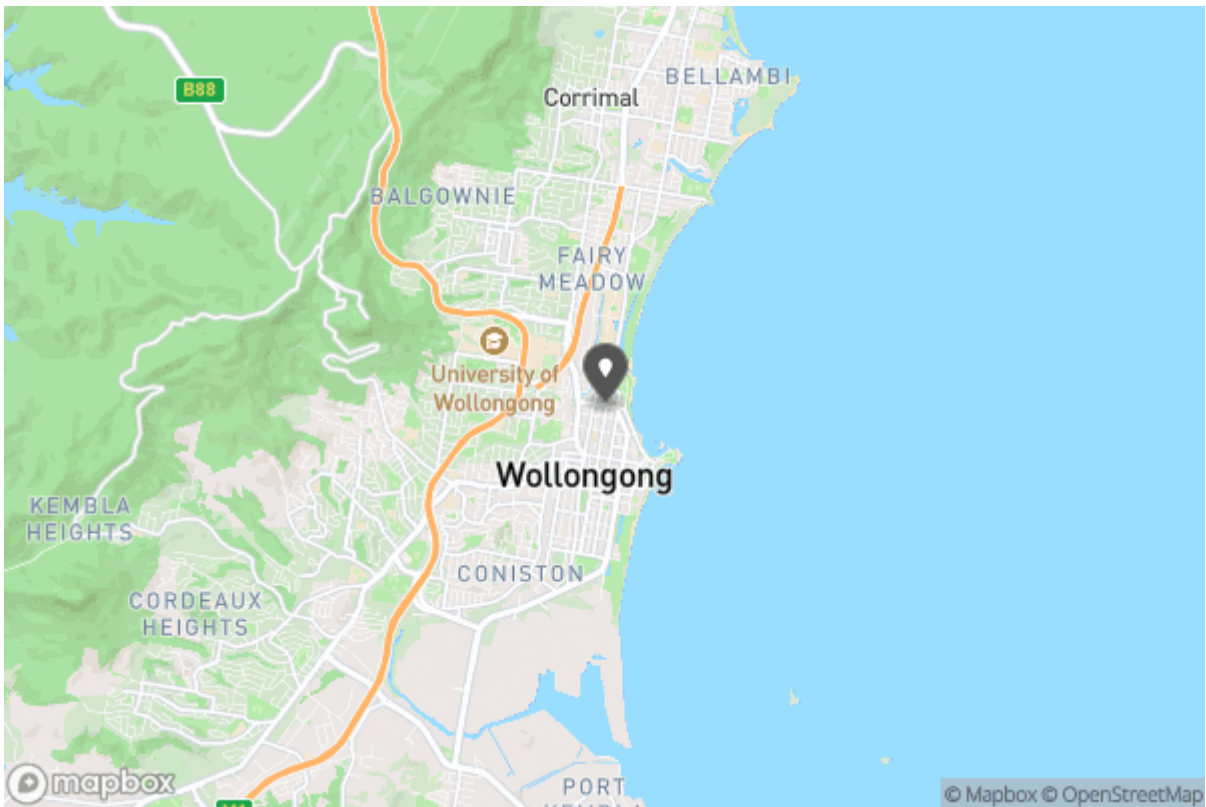 BELLAMBI
B88
Corrimal
BALGOWNIE
FAIRY
MEADOW
University of
Wollongong
Wollongong
KEMBLA
HEIGHTS
CONISTON
CORDEAUX
HEIGHTS
mapbox
PORT
KEMBLA
© Mapbox © OpenStreetMap